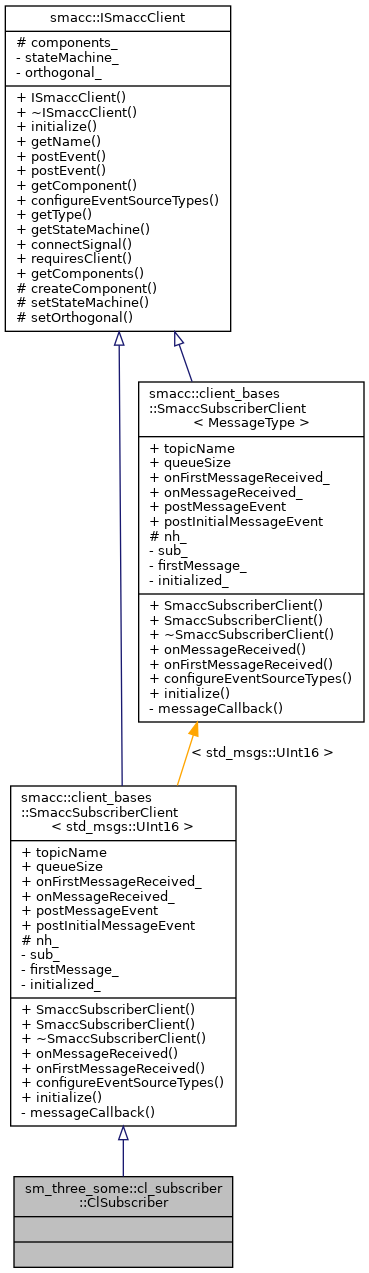 smacc::ISmaccClient
# components_
- stateMachine_
- orthogonal_
+ ISmaccClient()
+ ~ISmaccClient()
+ initialize()
+ getName()
+ postEvent()
+ postEvent()
+ getComponent()
+ configureEventSourceTypes()
+ getType()
+ getStateMachine()
+ connectSignal()
+ requiresClient()
+ getComponents()
# createComponent()
# setStateMachine()
# setOrthogonal()
smacc::client_bases
::SmaccSubscriberClient
< MessageType >
+ topicName
+ queueSize
+ onFirstMessageReceived_
+ onMessageReceived_
+ postMessageEvent
+ postInitialMessageEvent
# nh_
- sub_
- firstMessage_
- initialized_
+ SmaccSubscriberClient()
+ SmaccSubscriberClient()
+ ~SmaccSubscriberClient()
+ onMessageReceived()
+ onFirstMessageReceived()
+ configureEventSourceTypes()
+ initialize()
- messageCallback()
< std_msgs::UInt16 >
smacc::client_bases
::SmaccSubscriberClient
< std_msgs::UInt16 >
+ topicName
+ queueSize
+ onFirstMessageReceived_
+ onMessageReceived_
+ postMessageEvent
+ postInitialMessageEvent
# nh_
- sub_
- firstMessage_
- initialized_
+ SmaccSubscriberClient()
+ SmaccSubscriberClient()
+ ~SmaccSubscriberClient()
+ onMessageReceived()
+ onFirstMessageReceived()
+ configureEventSourceTypes()
+ initialize()
- messageCallback()
sm_three_some::cl_subscriber
::ClSubscriber